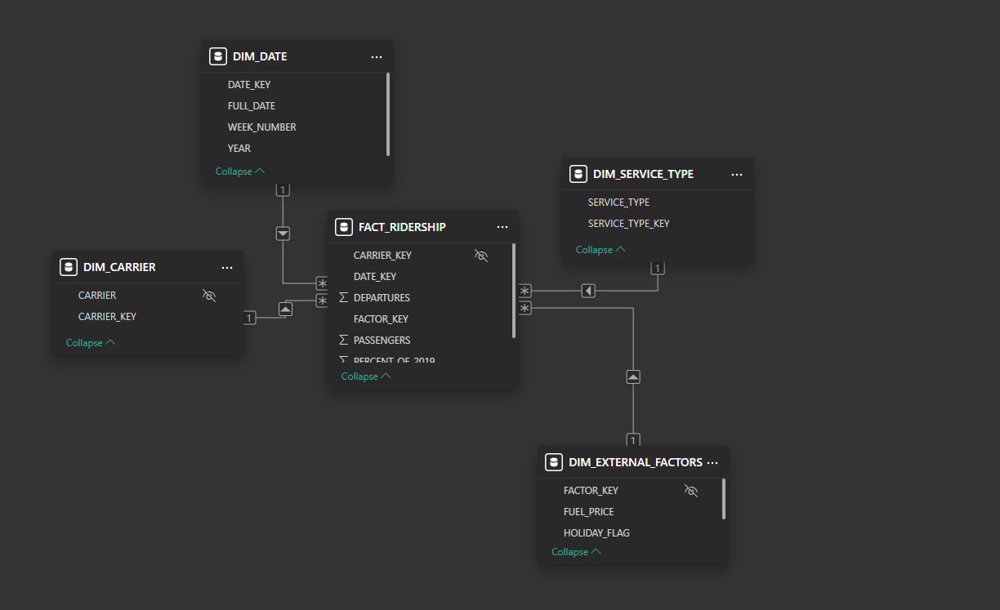 DIM_DATE
DATE_KEY
FULL_DATE
WEEK_NUMBER
YEAR
Collapse
1
DIM_SERVICE_TYPE
SERVICE_TYPE
SERVICE_TYPE_KEY
Collapse
1
FACT_RIDERSHIP
CARRIER_KEY
DATE_KEY
DEPARTURES
FACTOR_KEY
PASSENGERS
PERCENT_OF_2019
Collapse
DIM_CARRIER
CARRIER
CARRIER_KEY
Collapse
1
1
DIM_EXTERNAL_FACTORS
FACTOR_KEY
FUEL_PRICE
HOLIDAY_FLAG
Collapse